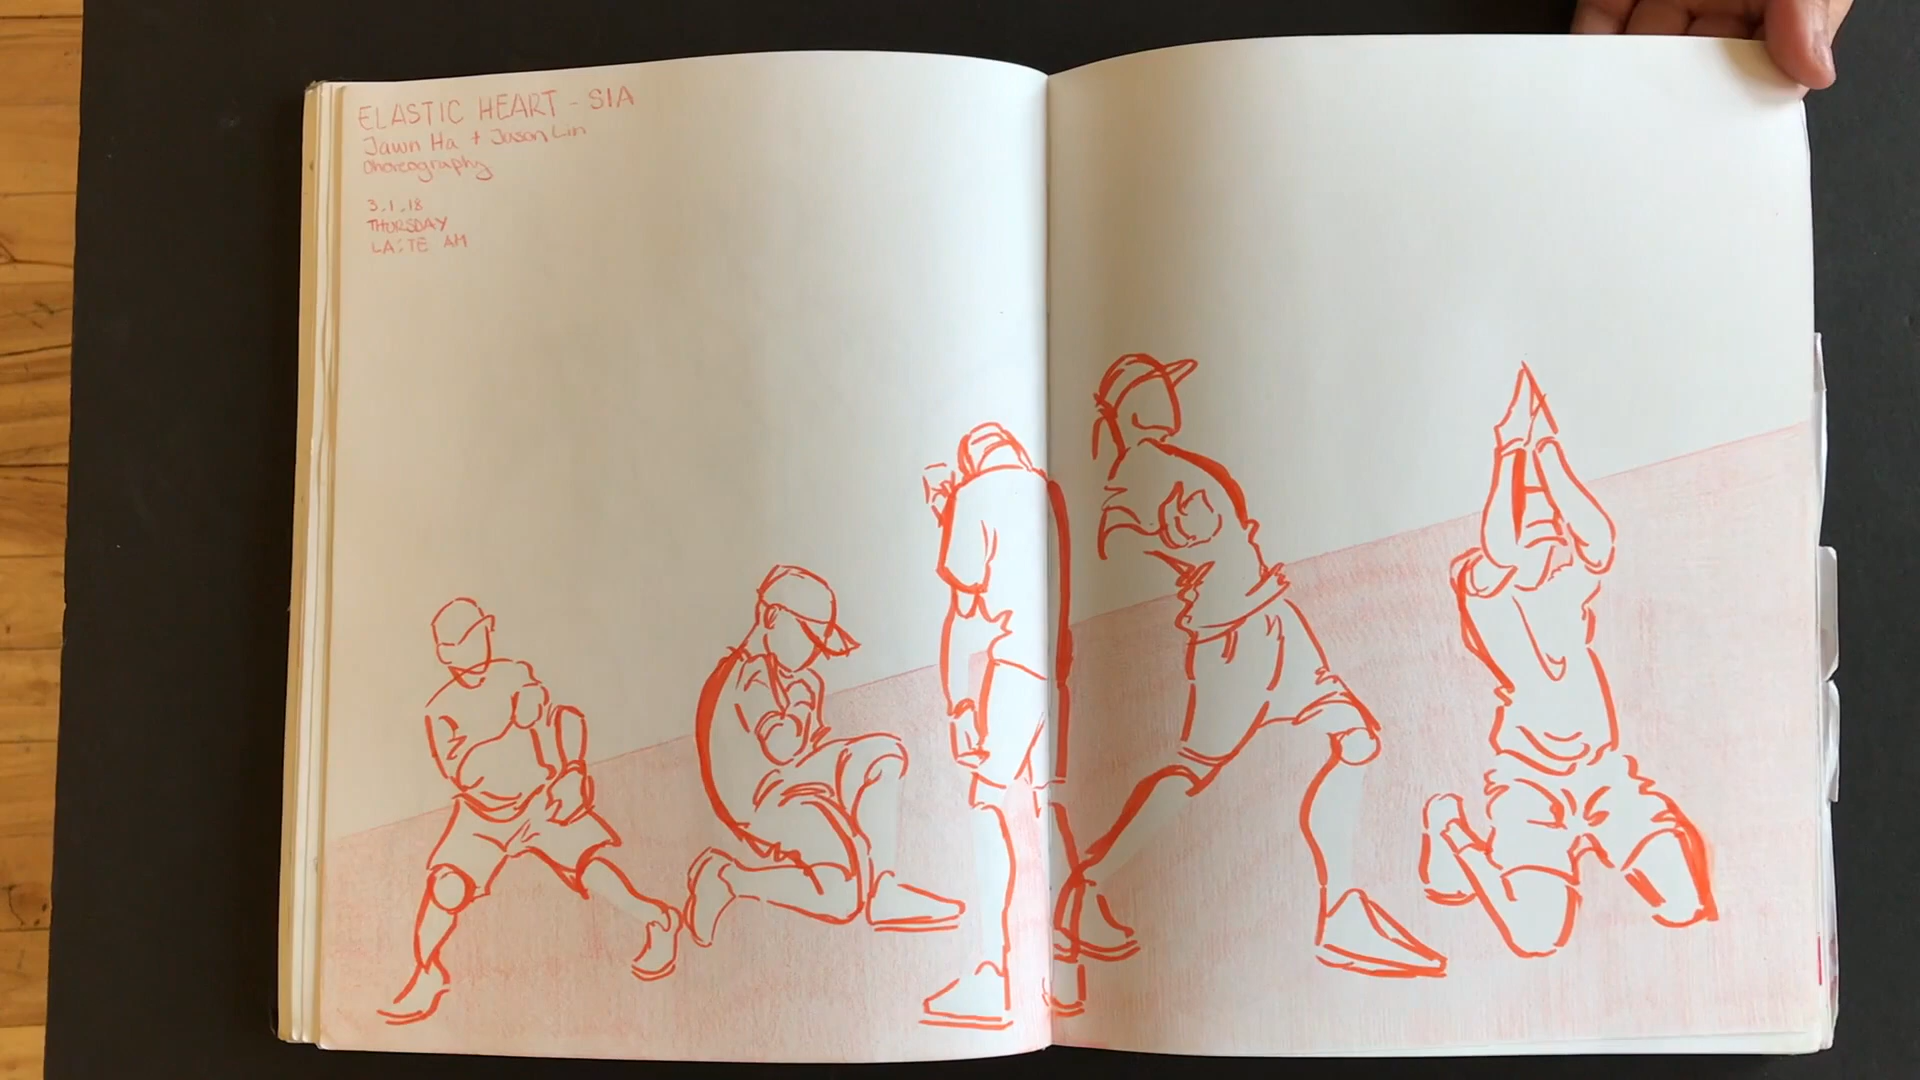 ELASTIC HEART - SIA
Jawn Ha + Jason Lin
Choreography
3.1.18
THURSDAY
LATE AM